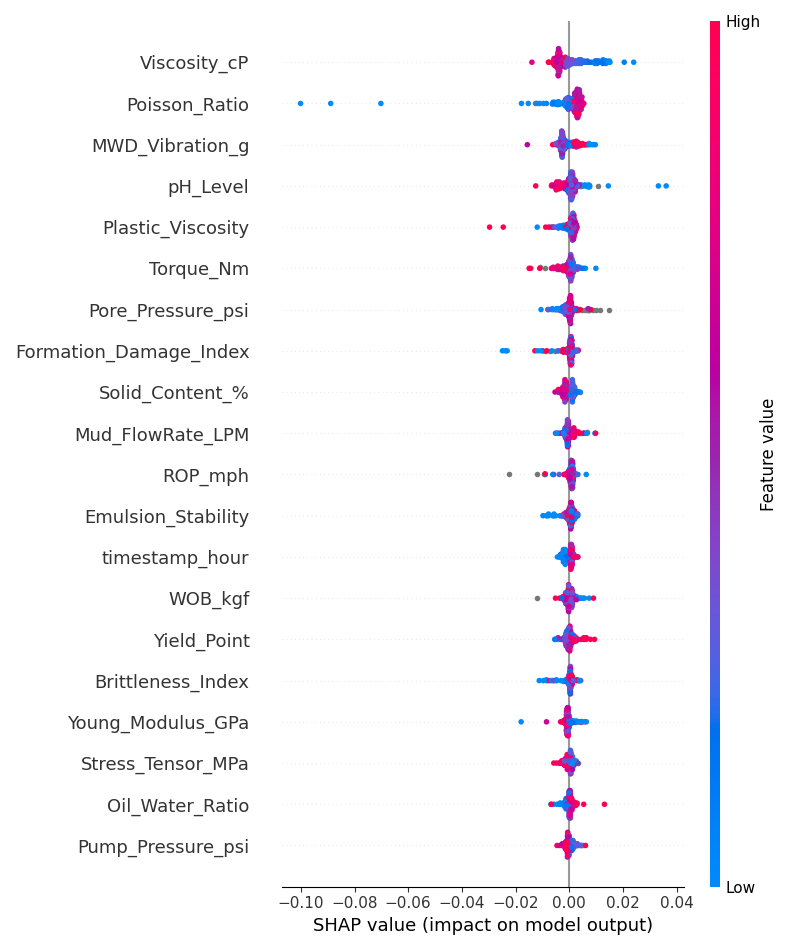 High
Viscosity_cP
Poisson_Ratio
MWD_Vibration_g
pH_Level
Plastic_Viscosity
Torque_Nm
Pore_Pressure_psi
Formation_Damage_Index
Solid_Content_%
Mud_FlowRate_LPM
ROP_mph
Emulsion_Stability
timestamp_hour
WOB_kgf
Yield_Point
Brittleness_Index
Young_Modulus_GPa
Stress_Tensor_MPa
Oil_Water_Ratio
Pump_Pressure_psi
Feature value
Low
−0.10 −0.08 −0.06 −0.04 −0.02 0.00 0.02 0.04
SHAP value (impact on model output)